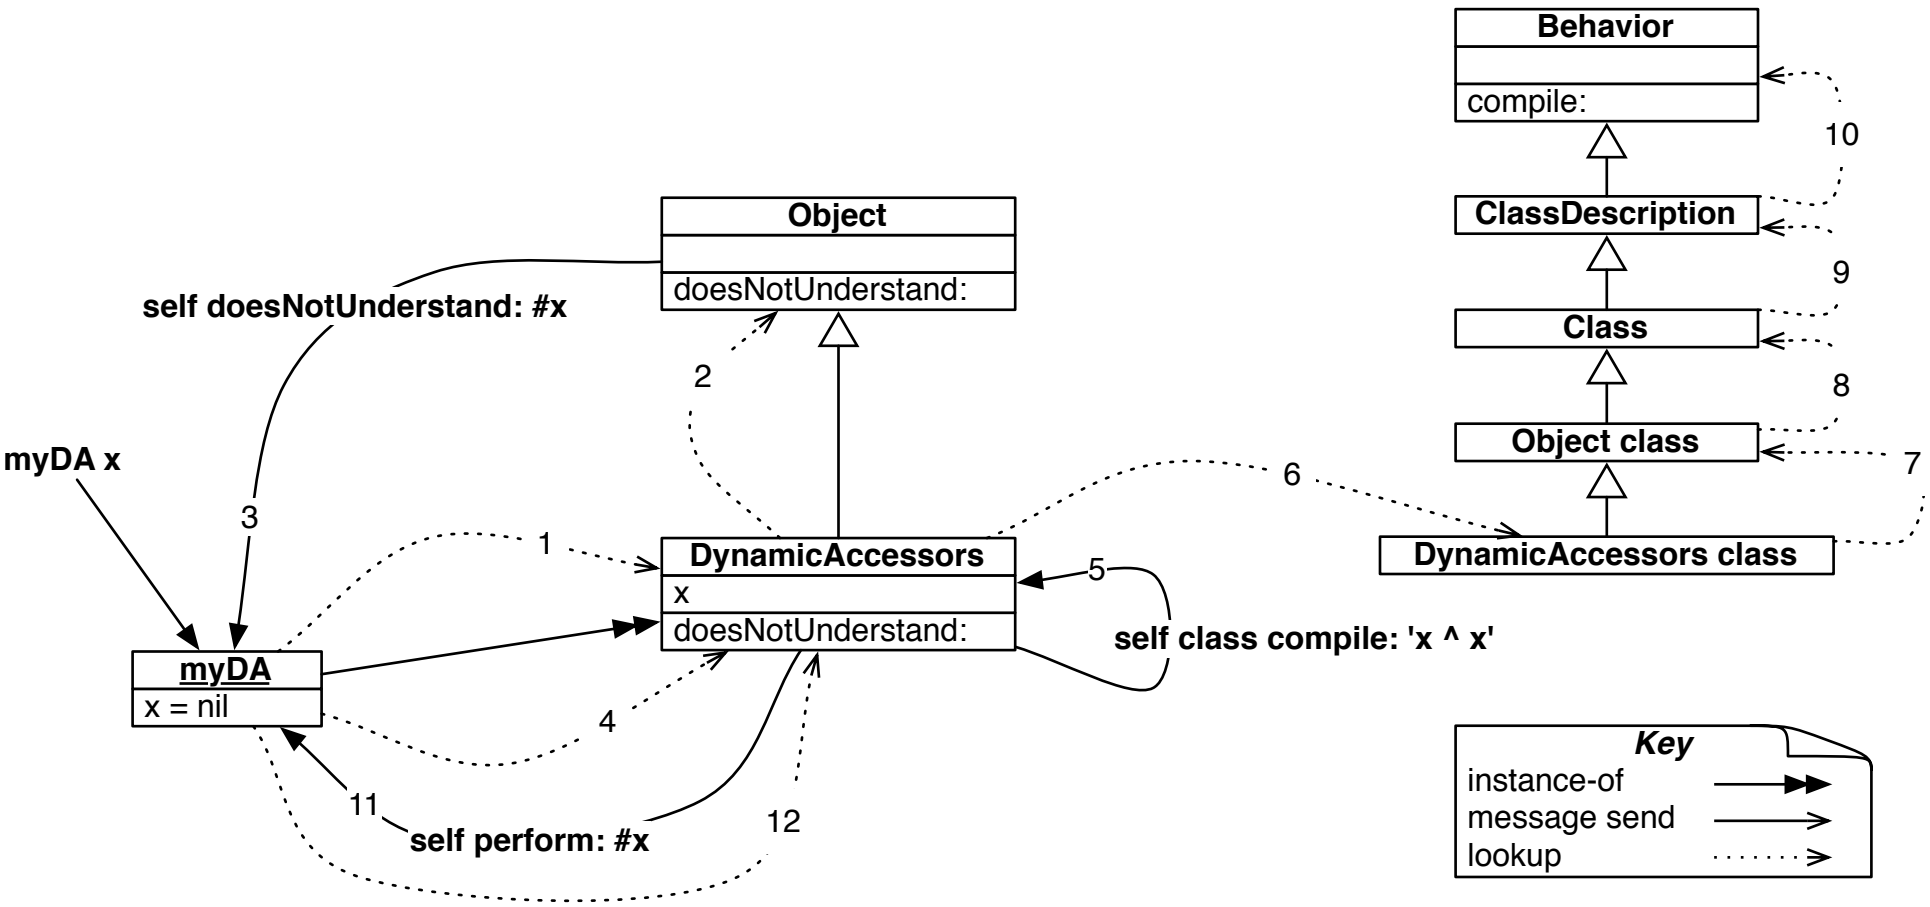 Behavior
compile:
10
ClassDescription
Object
9
doesNotUnderstand:
self doesNotUnderstand: #x
Class
2
8
Object class
myDA x
7
6
3
1
DynamicAccessors
DynamicAccessors class
5
x
doesNotUnderstand:
self class compile: 'x ^ x'
myDA
x = nil
4
Key
instance-of
11
message send
12
self perform: #x
lookup